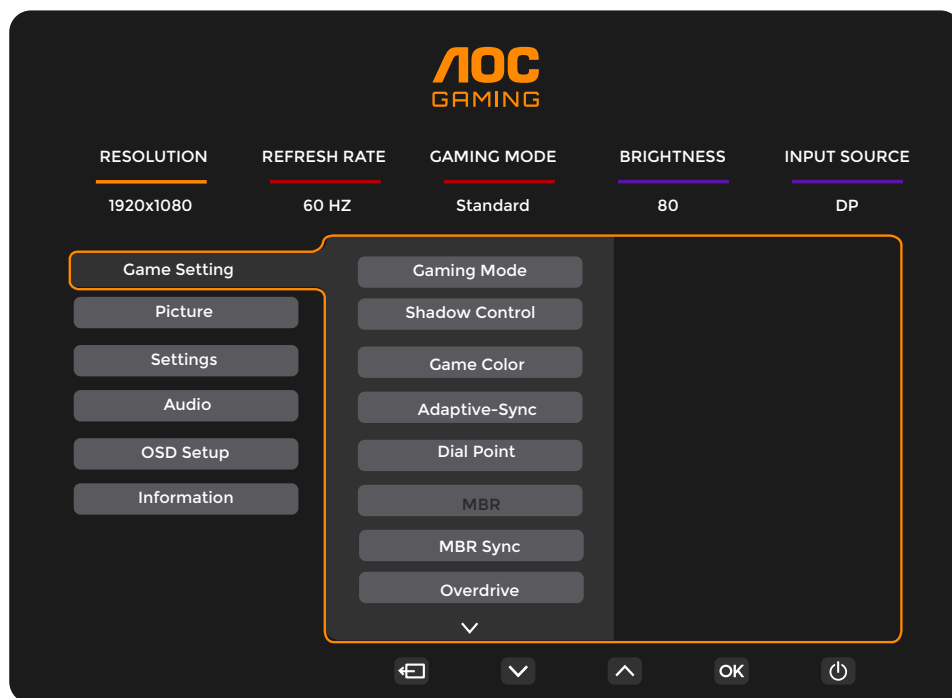 AOC
GAMING
RESOLUTION REFRESH RATE GAMING MODE BRIGHTNESS INPUT SOURCE
1920x1080 60 HZ Standard 80 DP
Game Setting
Picture
Settings
Audio
OSD Setup
Information
Gaming Mode
Shadow Control
Game Color
Adaptive-Sync
Dial Point
MBR
MBR Sync
Overdrive
OK